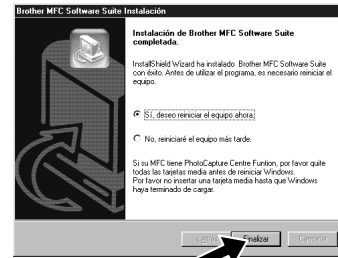 Brother MFC Software Suite Instalación
Instalación de Brother MFC Software Suite
completada.
InstallShield Wizard ha instalado Brother MFC Software Suite
con éxito. Antes de utilizar el programa, es necesario reiniciar el
equipo.
Sí, deseo reiniciar el equipo ahora.
No, reiniciaré el equipo más tarde.
Si su MFC tiene PhotoCapture Centre Funtion, por favor quite
todas las tarjetas media antes de reiniciar Windows.
Por favor no insertar una tarjeta media hasta que Windows
haya terminado de cargar.
Finalizar
Cancelar